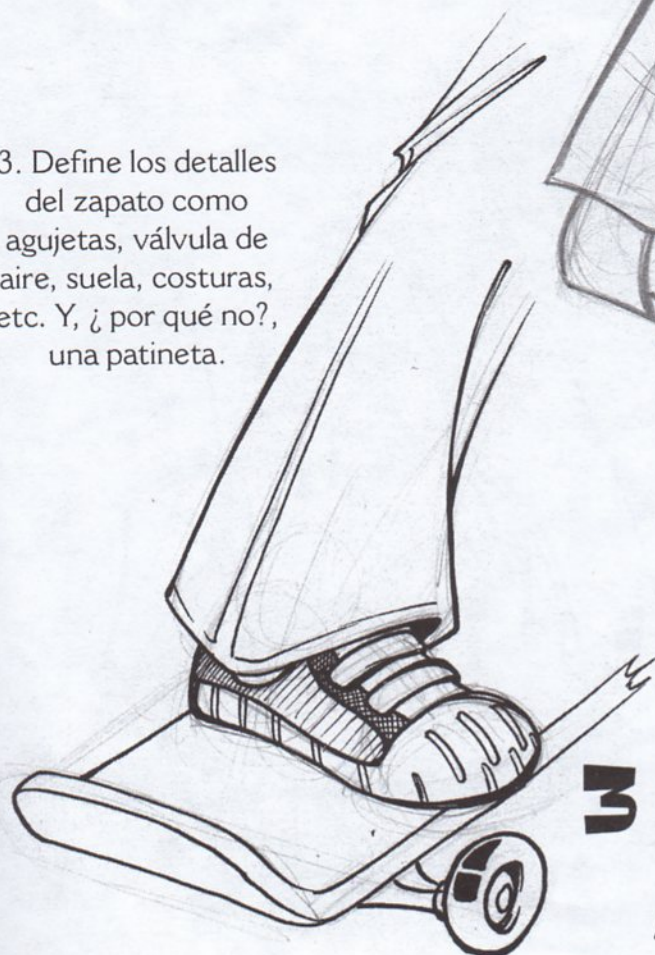 3. Define los detalles
del zapato como
agujetas, válvula de
aire, suela, costuras,
etc. Y, ¿ por qué no?,
una patineta.
3